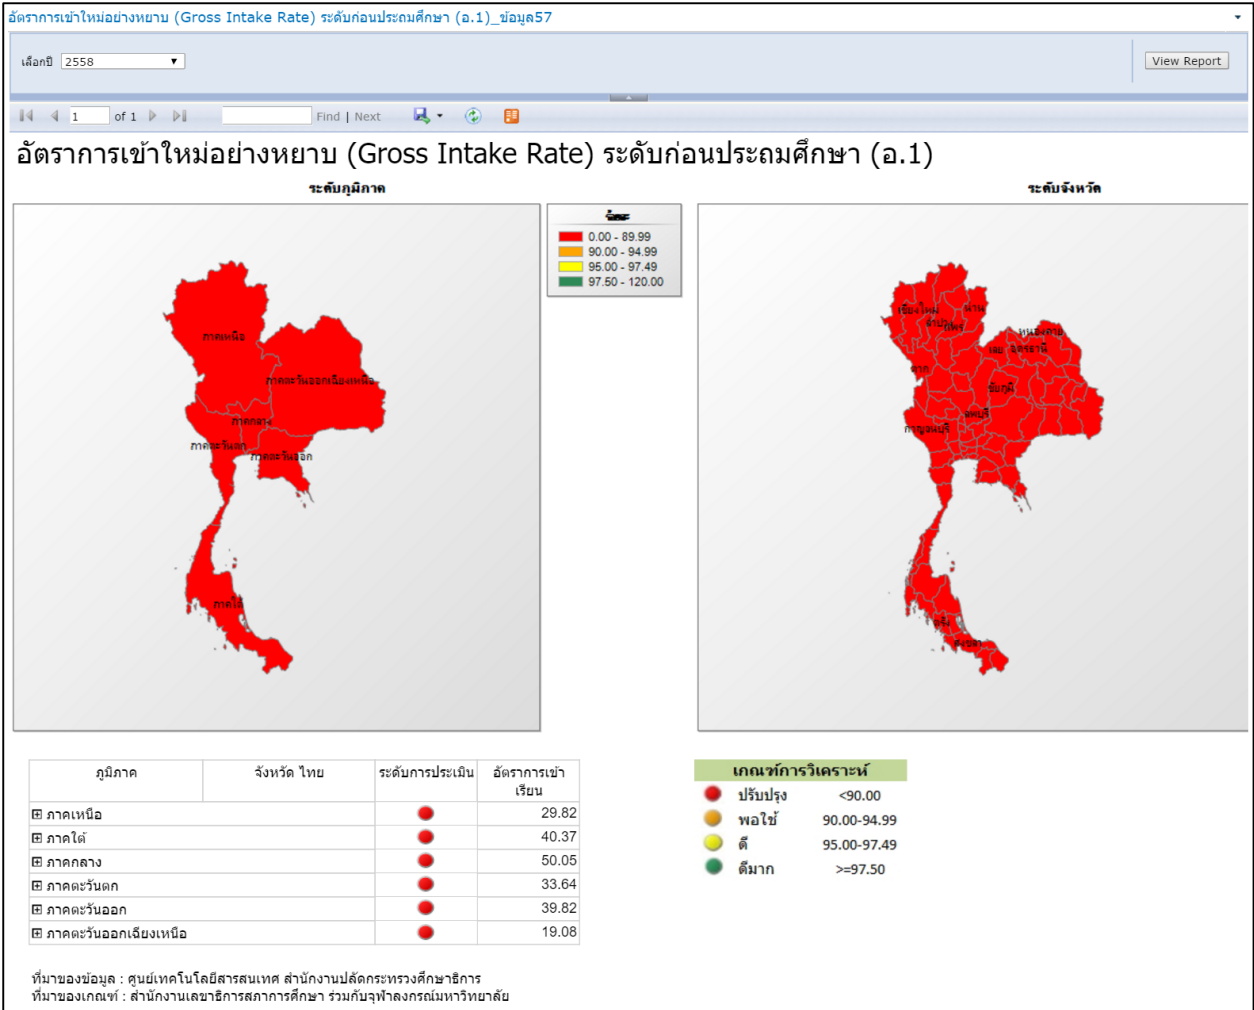 อัตราการเข้าใหม่อย่างหยาบ (Gross Intake Rate) ระดับก่อนประถมศึกษา (อ.1)_ข้อมูล57
เลือกปี 2558 View Report
1 of 1 Find | Next
อัตราการเข้าใหม่อย่างหยาบ (Gross Intake Rate) ระดับก่อนประถมศึกษา (อ.1)
ระดับภูมิภาค
ระดับจังหวัด
ร้อยละ
0.00 - 89.99
90.00 - 94.99
95.00 - 97.49
97.50 - 120.00
ภาคเหนือ
ภาคตะวันออกเฉียงเหนือ
ภาคกลาง
ภาคตะวันตก
ภาคตะวันออก
ภาคใต้
เชียงใหม่
น่าน
ลำปาง
แพร่
หนองคาย
เลย
อุดรธานี
ตาก
ชัยภูมิ
ลพบุรี
กาญจนบุรี
ตรัง
สงขลา
ภูมิภาค จังหวัด ไทย ระดับการประเมิน อัตราการเข้า
เรียน
ภาคเหนือ 29.82
ภาคใต้ 40.37
ภาคกลาง 50.05
ภาคตะวันตก 33.64
ภาคตะวันออก 39.82
ภาคตะวันออกเฉียงเหนือ 19.08
เกณฑ์การวิเคราะห์
ปรับปรุง <90.00
พอใช้ 90.00-94.99
ดี 95.00-97.49
ดีมาก >=97.50
ที่มาของข้อมูล : ศูนย์เทคโนโลยีสารสนเทศ สำนักงานปลัดกระทรวงศึกษาธิการ
ที่มาของเกณฑ์ : สำนักงานเลขาธิการสภาการศึกษา ร่วมกับจุฬาลงกรณ์มหาวิทยาลัย